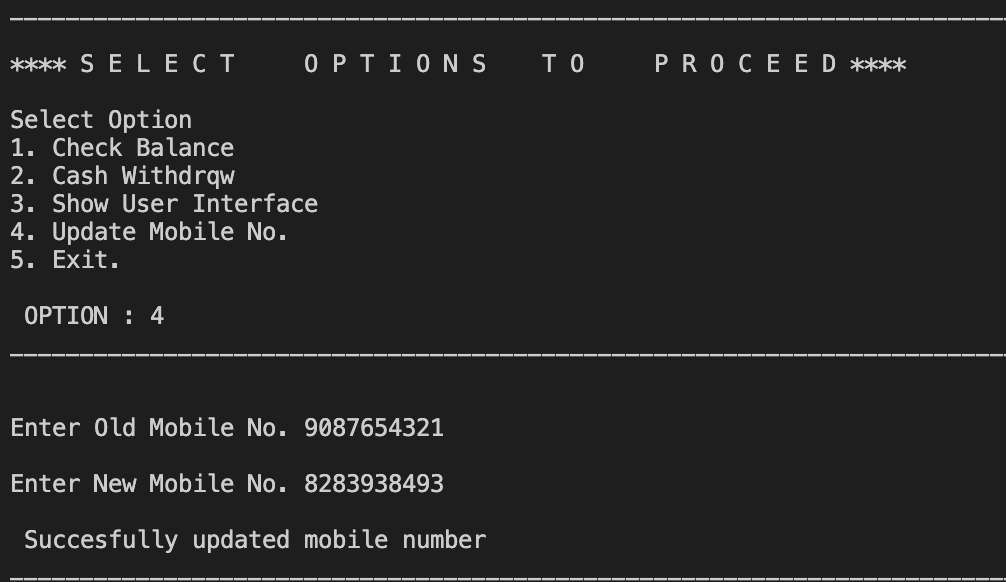 **** S E L E C T     O P T I O N S    T O     P R O C E E D ****
Select Option
1. Check Balance
2. Cash Withdrqw
3. Show User Interface
4. Update Mobile No.
5. Exit.
OPTION : 4
Enter Old Mobile No. 9087654321
Enter New Mobile No. 8283938493
Succesfully updated mobile number